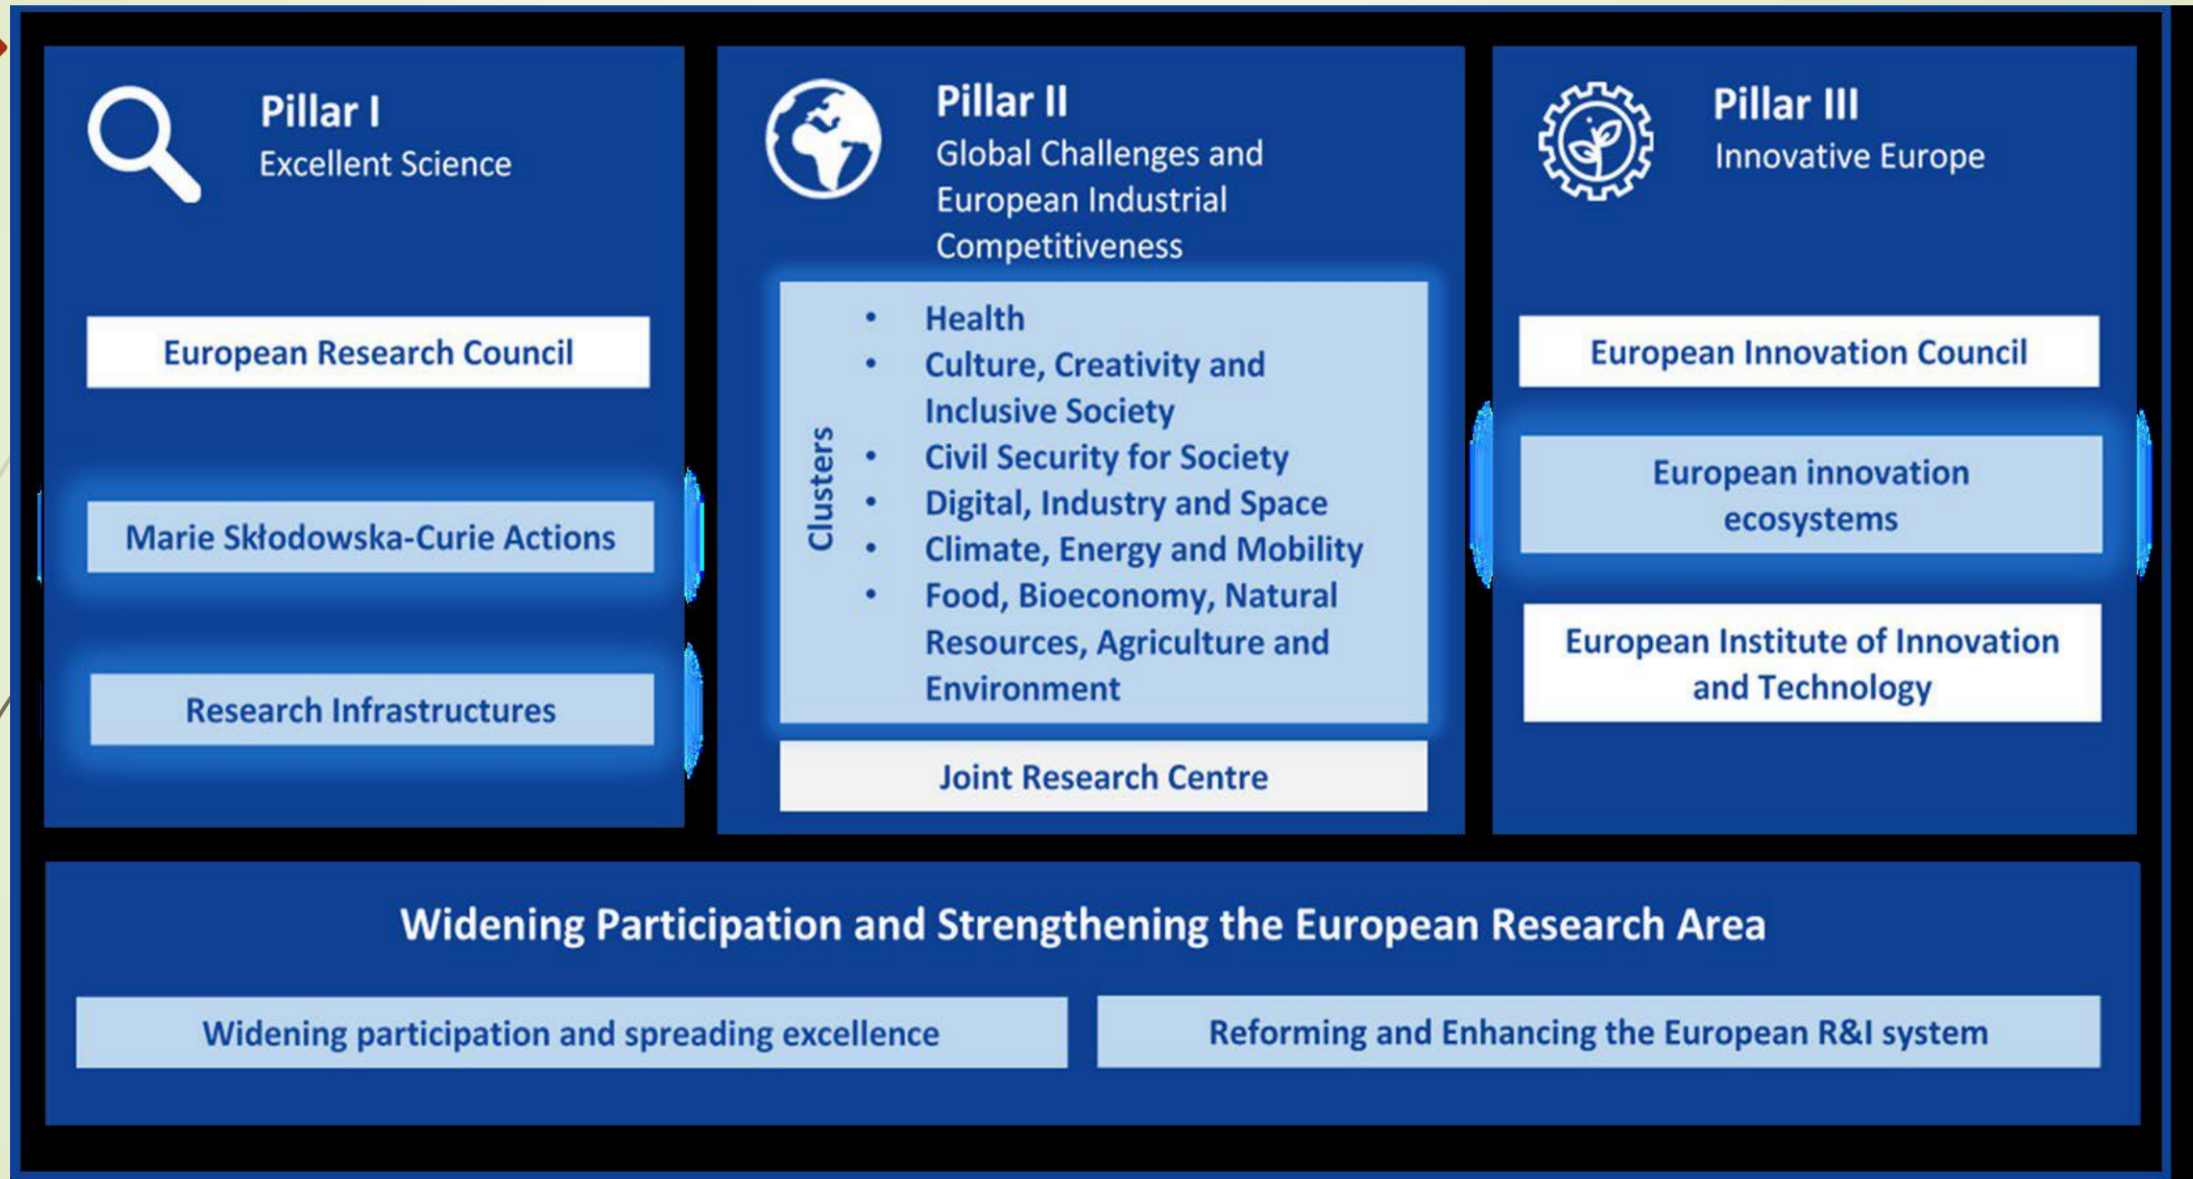 Pillar I
Excellent Science
European Research Council
Marie Skłodowska-Curie Actions
Research Infrastructures
Pillar II
Global Challenges and
European Industrial
Competitiveness
Clusters
• Health
• Culture, Creativity and
Inclusive Society
• Civil Security for Society
• Digital, Industry and Space
• Climate, Energy and Mobility
• Food, Bioeconomy, Natural
Resources, Agriculture and
Environment
Joint Research Centre
Pillar III
Innovative Europe
European Innovation Council
European innovation
ecosystems
European Institute of Innovation
and Technology
Widening Participation and Strengthening the European Research Area
Widening participation and spreading excellence
Reforming and Enhancing the European R&I system